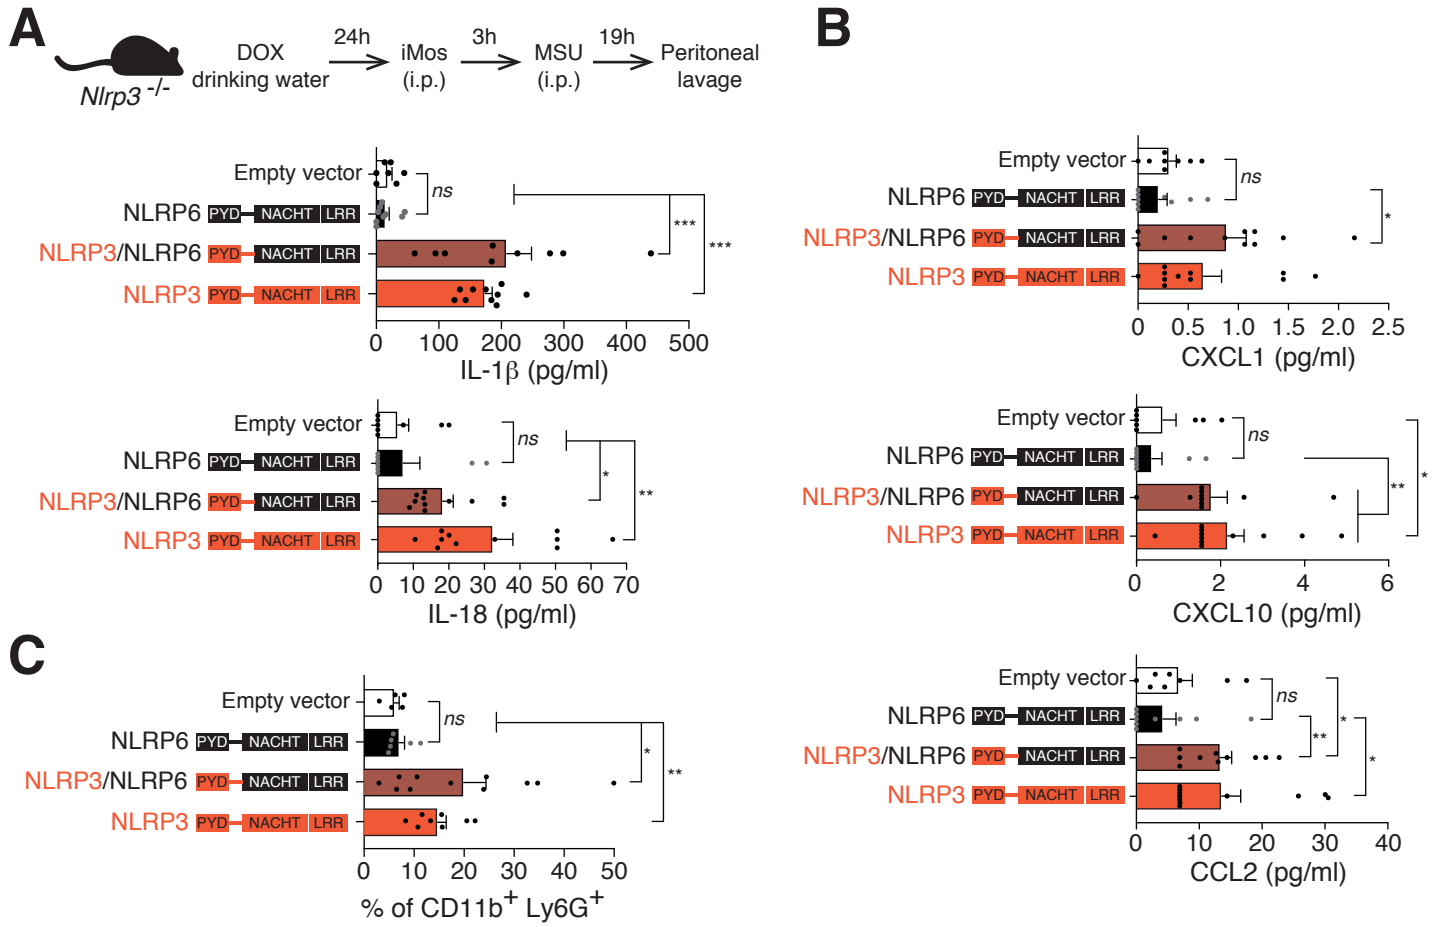 A
DOX
drinking water
24h
iMos
(i.p.)
3h
MSU
(i.p.)
19h
Peritoneal
lavage
Nlrp3 -/-
Empty vector
NLRP6 PYD NACHT LRR
NLRP3/NLRP6 PYD NACHT LRR
NLRP3 PYD NACHT LRR
ns
***
***
0 100 200 300 400 500
IL-1β (pg/ml)
Empty vector
NLRP6 PYD NACHT LRR
NLRP3/NLRP6 PYD NACHT LRR
NLRP3 PYD NACHT LRR
ns
*
**
0 10 20 30 40 50 60 70
IL-18 (pg/ml)
B
Empty vector
NLRP6 PYD NACHT LRR
NLRP3/NLRP6 PYD NACHT LRR
NLRP3 PYD NACHT LRR
ns
*
0 0.5 1.0 1.5 2.0 2.5
CXCL1 (pg/ml)
Empty vector
NLRP6 PYD NACHT LRR
NLRP3/NLRP6 PYD NACHT LRR
NLRP3 PYD NACHT LRR
ns
**
*
0 2 4 6
CXCL10 (pg/ml)
Empty vector
NLRP6 PYD NACHT LRR
NLRP3/NLRP6 PYD NACHT LRR
NLRP3 PYD NACHT LRR
ns
**
*
*
0 10 20 30 40
CCL2 (pg/ml)
C
Empty vector
NLRP6 PYD NACHT LRR
NLRP3/NLRP6 PYD NACHT LRR
NLRP3 PYD NACHT LRR
ns
*
**
0 10 20 30 40 50
% of CD11b+ Ly6G+